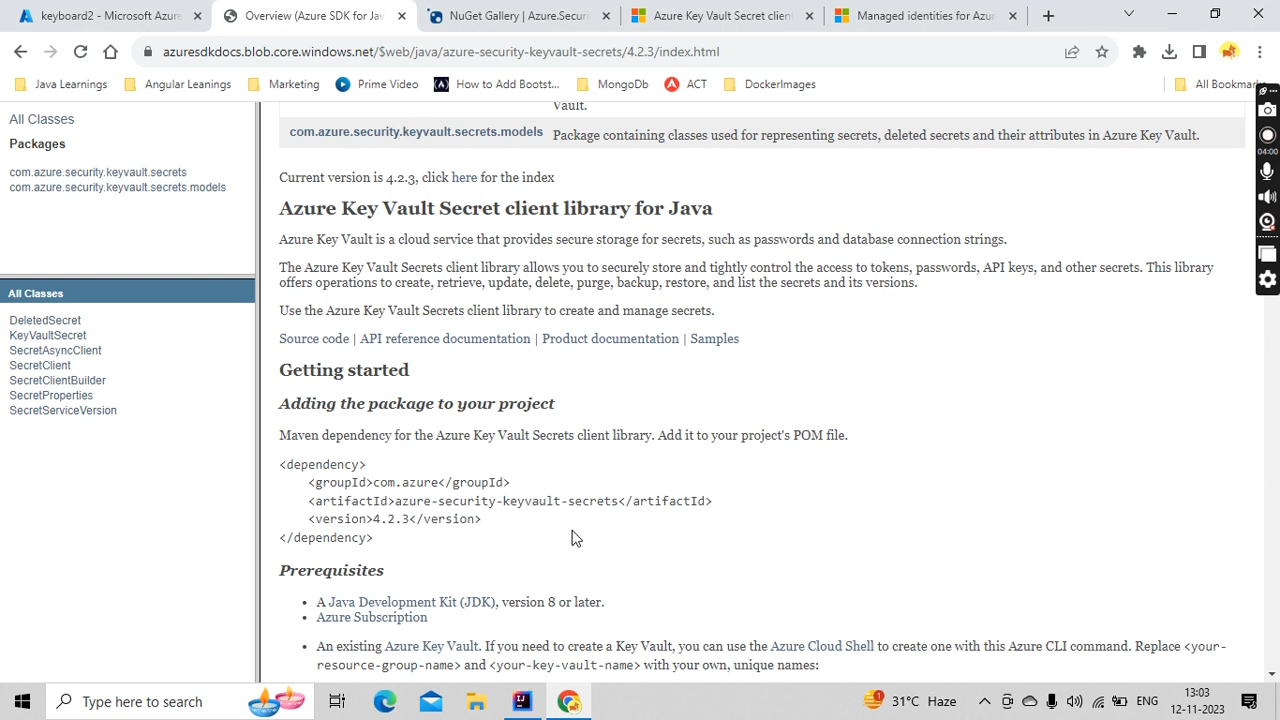 keyboard2 - Microsoft Azure
Overview (Azure SDK for Jav
NuGet Gallery | Azure.Securi
Azure Key Vault Secret client
Managed identities for Azur
azuresdkdocs.blob.core.windows.net/$web/java/azure-security-keyvault-secrets/4.2.3/index.html
Java Learnings
Angular Leanings
Marketing
Prime Video
How to Add Bootst...
MongoDb
ACT
DockerImages
All Bookmarks
All Classes
Packages
com.azure.security.keyvault.secrets
com.azure.security.keyvault.secrets.models
All Classes
DeletedSecret
KeyVaultSecret
SecretAsyncClient
SecretClient
SecretClientBuilder
SecretProperties
SecretServiceVersion
Vault.
com.azure.security.keyvault.secrets.models Package containing classes used for representing secrets, deleted secrets and their attributes in Azure Key Vault.
Current version is 4.2.3, click here for the index
Azure Key Vault Secret client library for Java
Azure Key Vault is a cloud service that provides secure storage for secrets, such as passwords and database connection strings.
The Azure Key Vault Secrets client library allows you to securely store and tightly control the access to tokens, passwords, API keys, and other secrets. This library
offers operations to create, retrieve, update, delete, purge, backup, restore, and list the secrets and its versions.
Use the Azure Key Vault Secrets client library to create and manage secrets.
Source code | API reference documentation | Product documentation | Samples
Getting started
Adding the package to your project
Maven dependency for the Azure Key Vault Secrets client library. Add it to your project's POM file.
<dependency>
<groupId>com.azure</groupId>
<artifactId>azure-security-keyvault-secrets</artifactId>
<version>4.2.3</version>
</dependency>
Prerequisites
• A Java Development Kit (JDK), version 8 or later.
• Azure Subscription
• An existing Azure Key Vault. If you need to create a Key Vault, you can use the Azure Cloud Shell to create one with this Azure CLI command. Replace <your-
resource-group-name> and <your-key-vault-name> with your own, unique names:
04:00
Type here to search
31°C Haze
ENG
13:03
12-11-2023